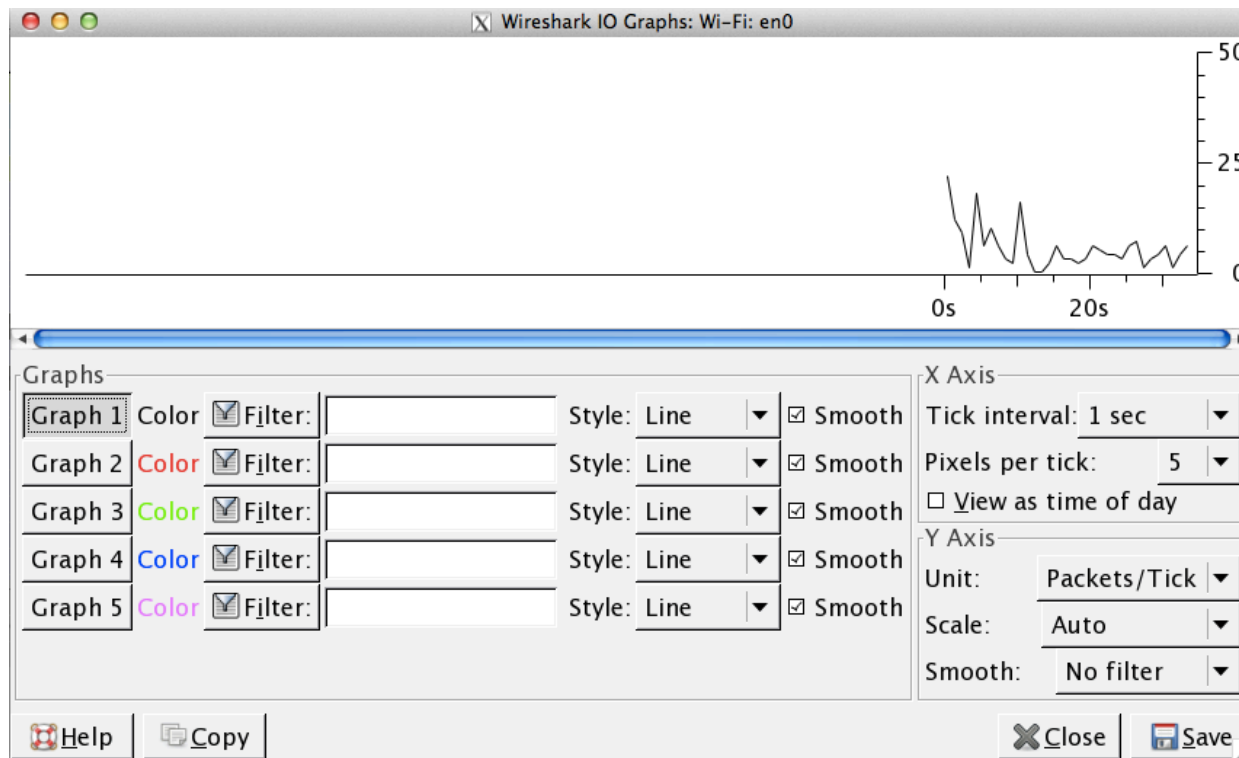 X Wireshark IO Graphs: Wi-Fi: en0
50
25
0
0s 20s
Graphs
Graph 1 Color Filter: Style: Line Smooth
Graph 2 Color Filter: Style: Line Smooth
Graph 3 Color Filter: Style: Line Smooth
Graph 4 Color Filter: Style: Line Smooth
Graph 5 Color Filter: Style: Line Smooth
X Axis
Tick interval: 1 sec
Pixels per tick: 5
View as time of day
Y Axis
Unit: Packets/Tick
Scale: Auto
Smooth: No filter
Help Copy Close Save